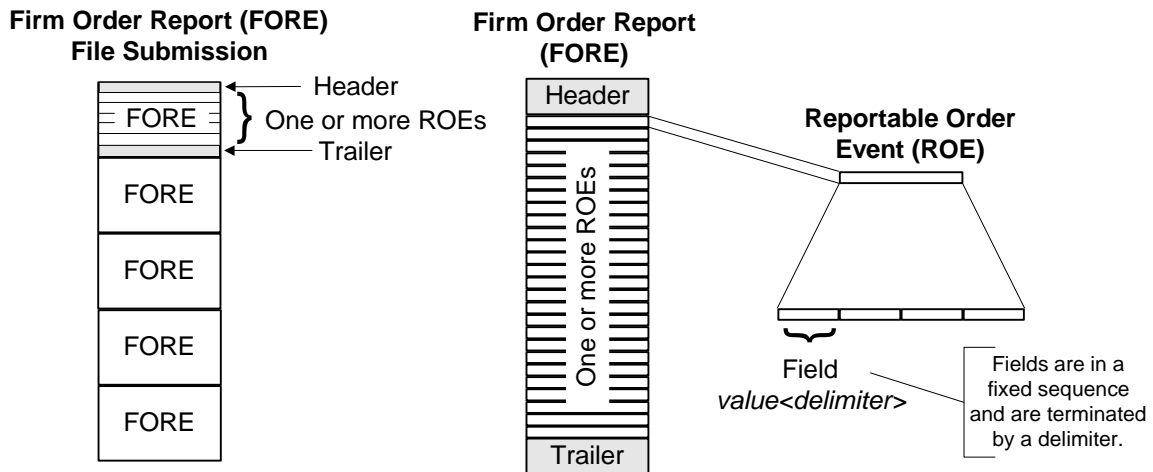 Firm Order Report (FORE)
File Submission
Header
FORE
One or more ROEs
Trailer
FORE
FORE
FORE
FORE
Firm Order Report
(FORE)
Header
One or more ROEs
Trailer
Reportable Order
Event (ROE)
Field
value<delimiter>
Fields are in a
fixed sequence
and are terminated
by a delimiter.